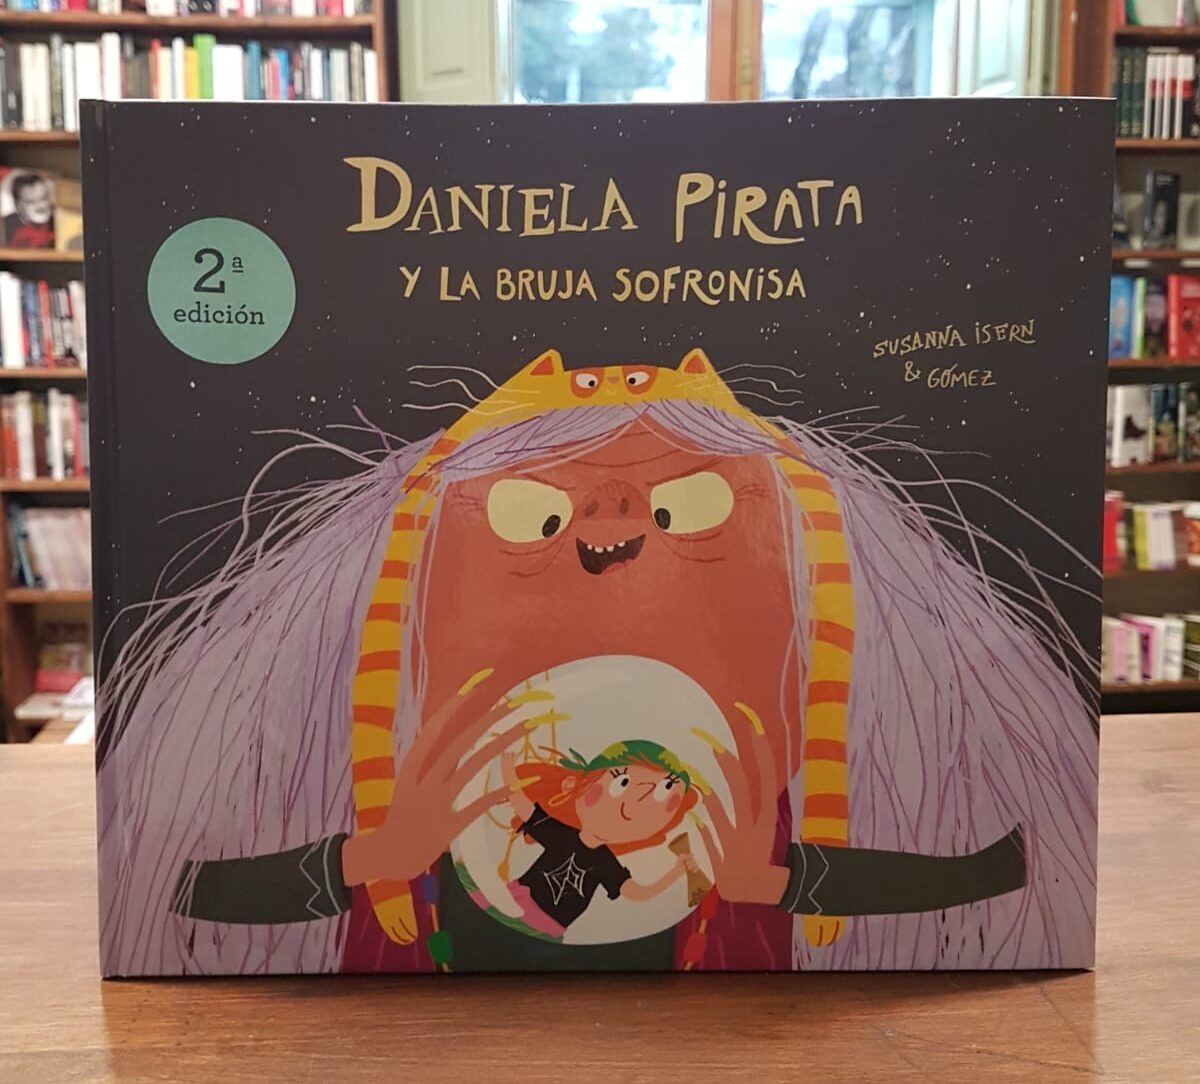 DANIELA PIRATA
Y LA BRUJA SOFRONISA
2ª
edición
SUSANNA ISERN
& GÓMEZ